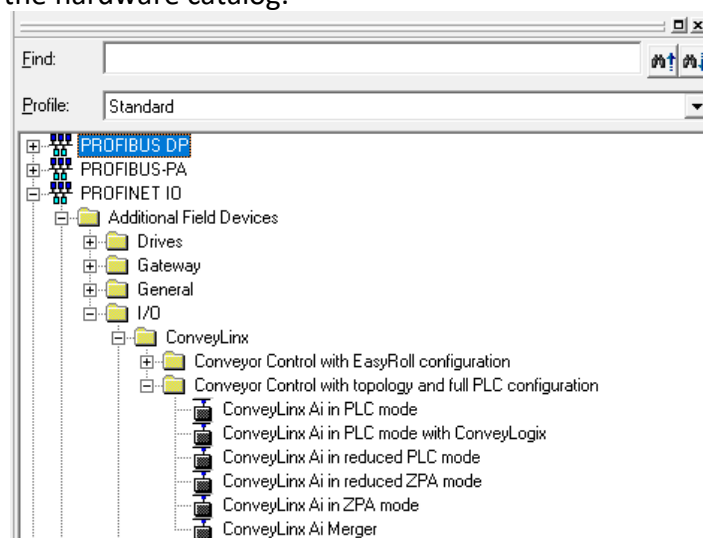 the hardware catalog.
Find:
Profile: Standard
PROFIBUS DP
PROFIBUS-PA
PROFINET IO
Additional Field Devices
Drives
Gateway
General
I/O
ConveyLinx
Conveyor Control with EasyRoll configuration
Conveyor Control with topology and full PLC configuration
ConveyLinx Ai in PLC mode
ConveyLinx Ai in PLC mode with ConveyLogix
ConveyLinx Ai in reduced PLC mode
ConveyLinx Ai in reduced ZPA mode
ConveyLinx Ai in ZPA mode
ConveyLinx Ai Merger